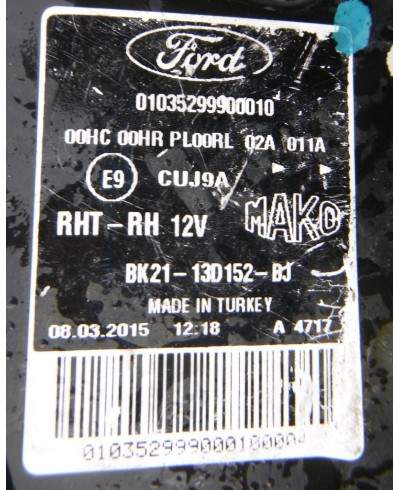 Ford
01035299900010
00HC 00HR PL00RL 02A 011A
E9 CUJ9A
RHT-RH 12V MAKO
BK21-13D152-BJ
MADE IN TURKEY
08.03.2015 12:18 A 4717